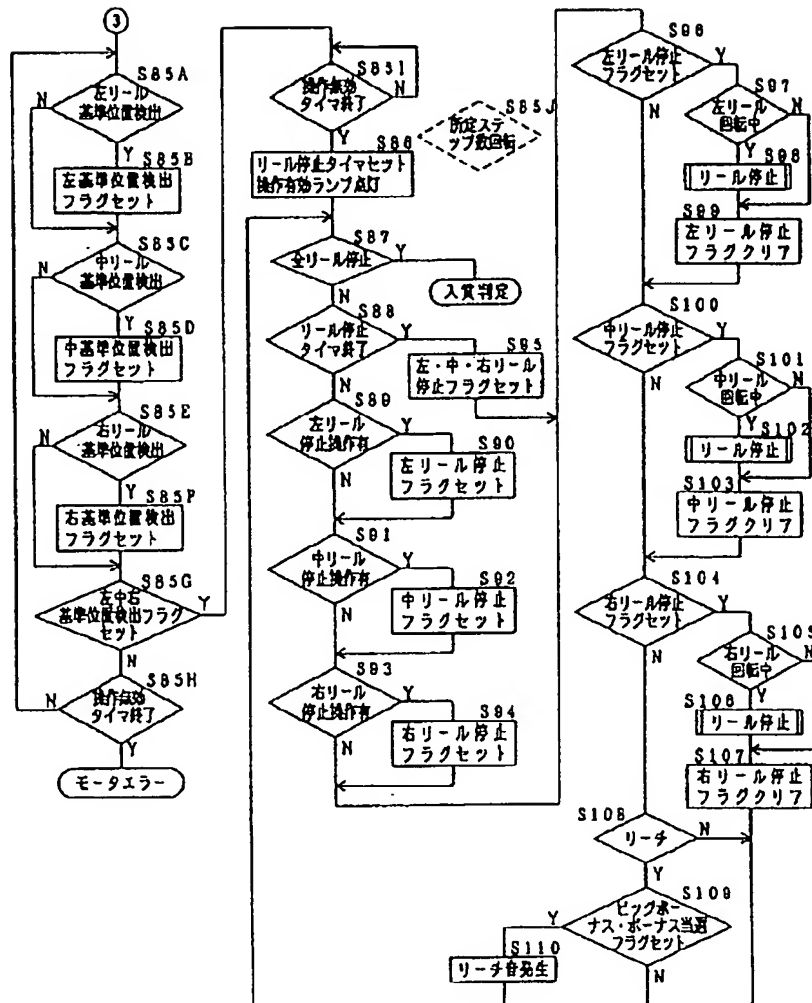 3
S85A
左リール
基準位置検出
N
Y
S85B
左基準位置検出
フラグセット
S85C
中リール
基準位置検出
N
Y
S85D
中基準位置検出
フラグセット
S85E
右リール
基準位置検出
N
Y
S85F
右基準位置検出
フラグセット
S85G
左中右
基準位置検出フラグ
セット
Y
N
S85H
操作無効
タイマ終了
N
Y
モータエラー
S85I
操作無効
タイマ終了
N
Y
S85J
所定ステ
ップ数回転
S86
リール停止タイマセット
操作有効ランプ点灯
S87
全リール停止
Y
N
入賞判定
S88
リール停止
タイマ終了
Y
N
S95
左・中・右リール
停止フラグセット
S89
左リール
停止操作有
Y
N
S90
左リール停止
フラグセット
S91
中リール
停止操作有
Y
N
S92
中リール停止
フラグセット
S93
右リール
停止操作有
Y
N
S94
右リール停止
フラグセット
S96
左リール停止
フラグセット
Y
N
S97
左リール
回転中
N
Y
S98
リール停止
S99
左リール停止
フラグクリア
S100
中リール停止
フラグセット
Y
N
S101
中リール
回転中
N
Y
S102
リール停止
S103
中リール停止
フラグクリア
S104
右リール停止
フラグセット
Y
N
S105
右リール
回転中
N
Y
S106
リール停止
S107
右リール停止
フラグクリア
S108
リーチ
N
Y
S109
ビッグボー
ナス・ボーナス当選
フラグセット
Y
N
S110
リーチ音発生